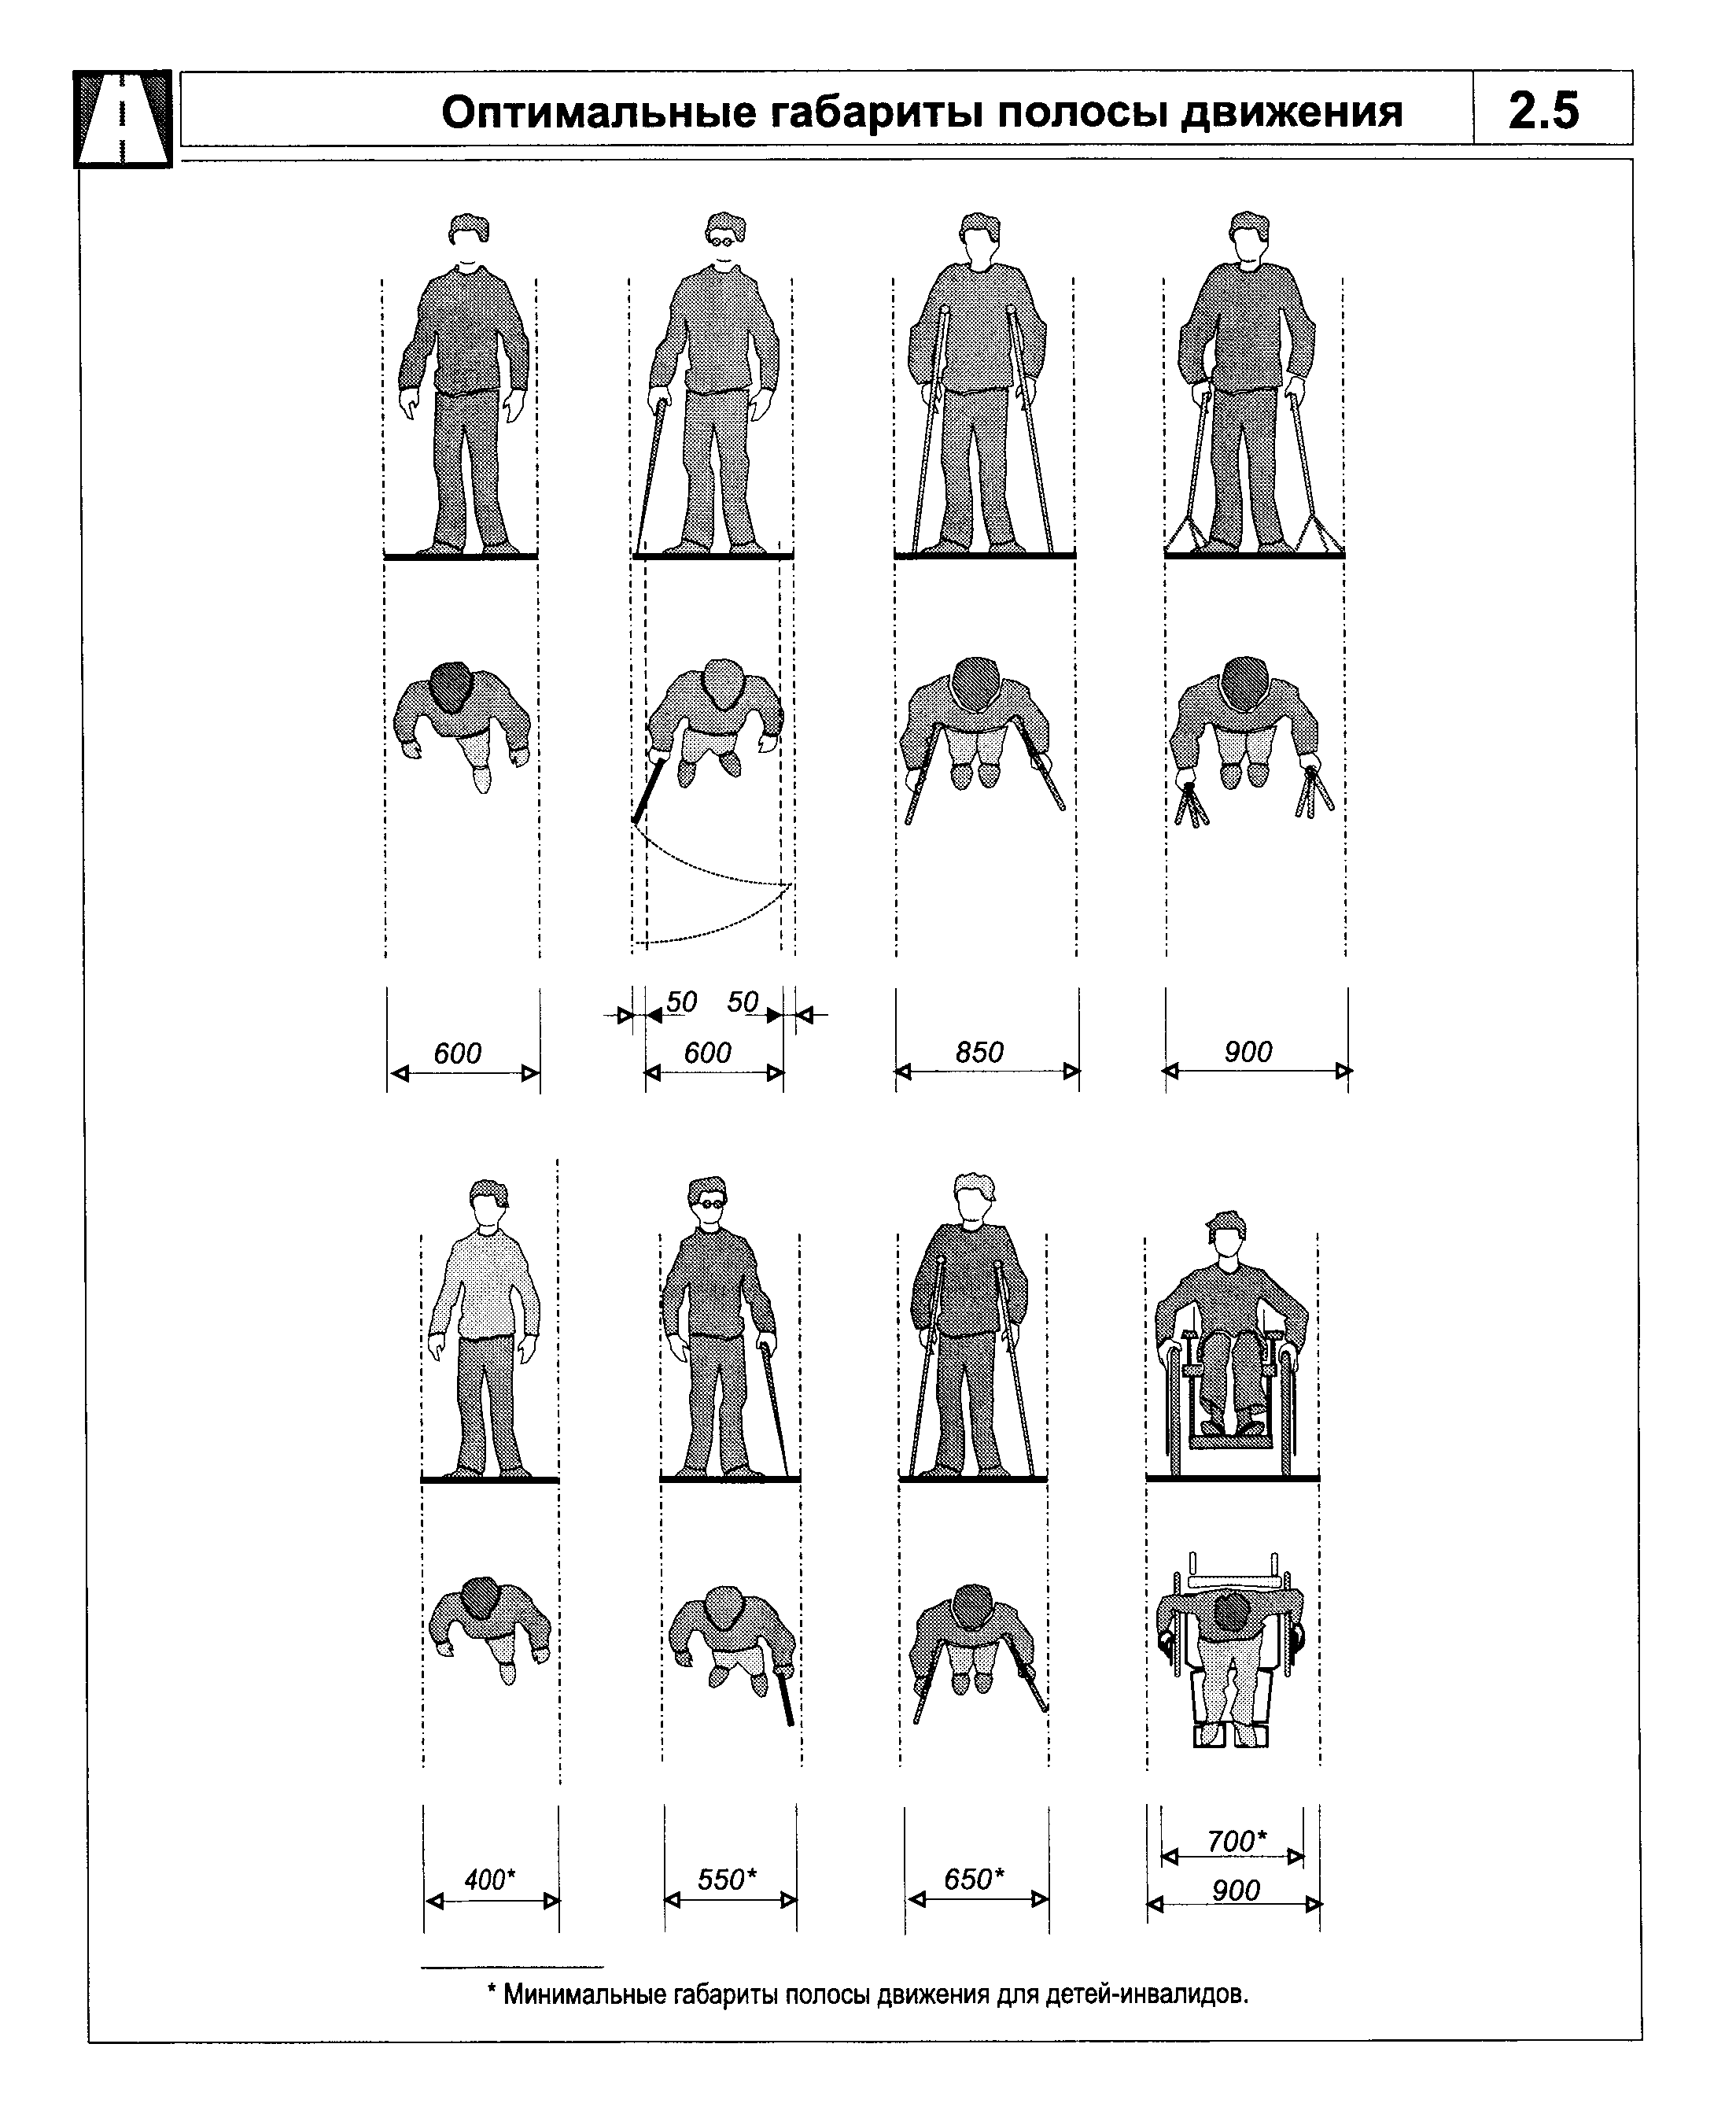 Оптимальные габариты полосы движения 2.5
50 50
600 600 850 900
700*
400* 550* 650* 900
* Минимальные габариты полосы движения для детей-инвалидов.